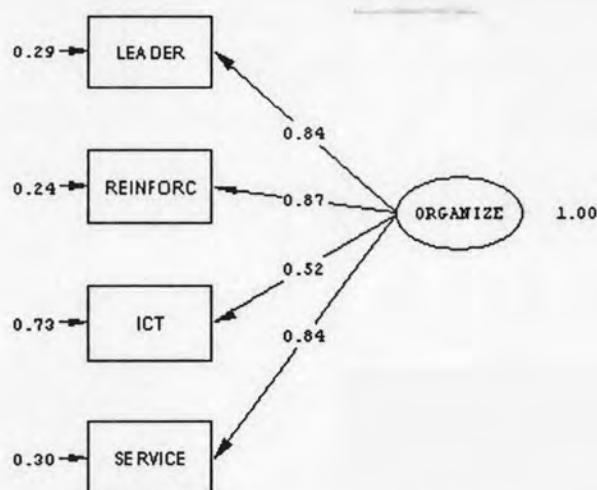 0.29 LEADER
0.84
0.24 REINFORC
0.87
ORGANIZE 1.00
0.52
0.73 ICT
0.84
0.30 SERVICE